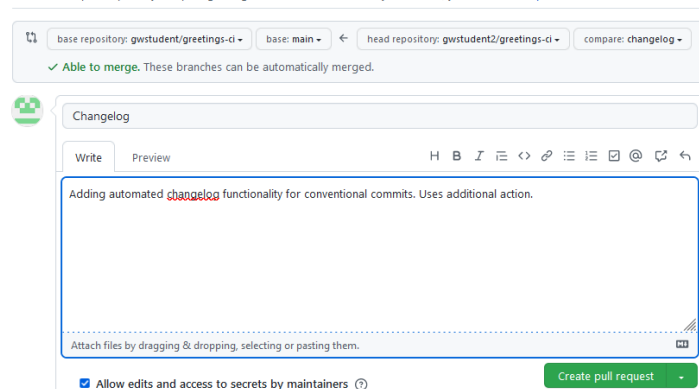 base repository: gwstudent/greetings-ci base: main ← head repository: gwstudent2/greetings-ci compare: changelog
✓ Able to merge. These branches can be automatically merged.
Changelog
Write Preview
Adding automated changelog functionality for conventional commits. Uses additional action.
Attach files by dragging & dropping, selecting or pasting them.
Allow edits and access to secrets by maintainers
Create pull request